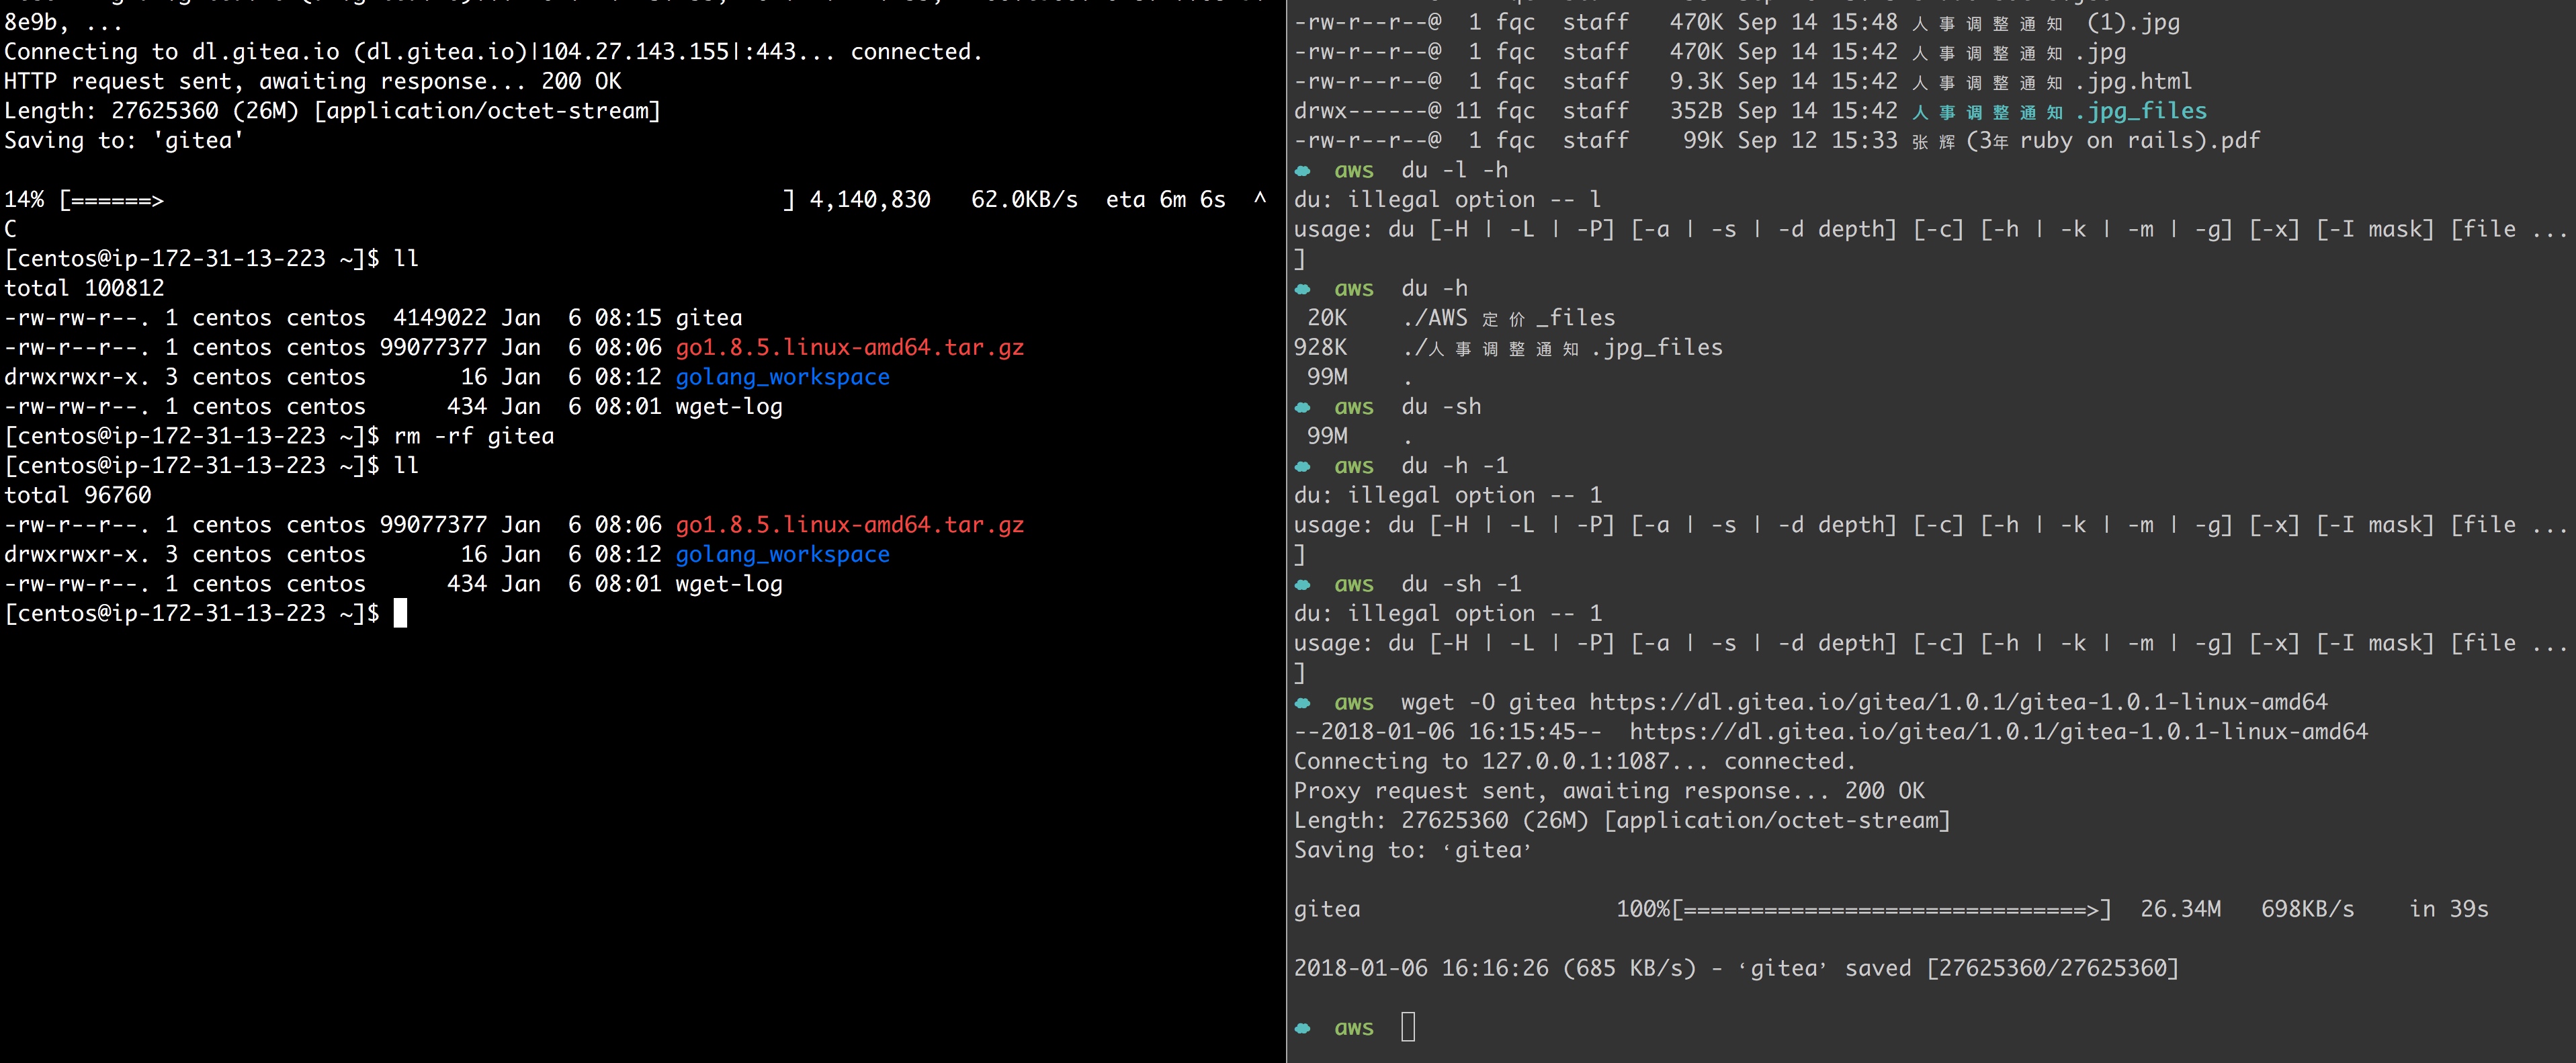 8e9b, ...
Connecting to dl.gitea.io (dl.gitea.io)|104.27.143.155|:443... connected.
HTTP request sent, awaiting response... 200 OK
Length: 27625360 (26M) [application/octet-stream]
Saving to: 'gitea'
14% [======>                                              ] 4,140,830   62.0KB/s  eta 6m 6s  ^
C
[centos@ip-172-31-13-223 ~]$ ll
total 100812
-rw-rw-r--. 1 centos centos  4149022 Jan  6 08:15 gitea
-rw-r--r--. 1 centos centos 99077377 Jan  6 08:06 go1.8.5.linux-amd64.tar.gz
drwxrwxr-x. 3 centos centos       16 Jan  6 08:12 golang_workspace
-rw-rw-r--. 1 centos centos      434 Jan  6 08:01 wget-log
[centos@ip-172-31-13-223 ~]$ rm -rf gitea
[centos@ip-172-31-13-223 ~]$ ll
total 96760
-rw-r--r--. 1 centos centos 99077377 Jan  6 08:06 go1.8.5.linux-amd64.tar.gz
drwxrwxr-x. 3 centos centos       16 Jan  6 08:12 golang_workspace
-rw-rw-r--. 1 centos centos      434 Jan  6 08:01 wget-log
[centos@ip-172-31-13-223 ~]$
-rw-r--r--@  1 fqc  staff   470K Sep 14 15:48 人事调整通知 (1).jpg
-rw-r--r--@  1 fqc  staff   470K Sep 14 15:42 人事调整通知.jpg
-rw-r--r--@  1 fqc  staff   9.3K Sep 14 15:42 人事调整通知.jpg.html
drwx------@ 11 fqc  staff   352B Sep 14 15:42 人事调整通知.jpg_files
-rw-r--r--@  1 fqc  staff    99K Sep 12 15:33 张辉(3年 ruby on rails).pdf
aws  du -l -h
du: illegal option -- l
usage: du [-H | -L | -P] [-a | -s | -d depth] [-c] [-h | -k | -m | -g] [-x] [-I mask] [file ...
]
aws  du -h
20K    ./AWS 定价_files
928K    ./人事调整通知.jpg_files
99M    .
aws  du -sh
99M    .
aws  du -h -1
du: illegal option -- 1
usage: du [-H | -L | -P] [-a | -s | -d depth] [-c] [-h | -k | -m | -g] [-x] [-I mask] [file ...
]
aws  du -sh -1
du: illegal option -- 1
usage: du [-H | -L | -P] [-a | -s | -d depth] [-c] [-h | -k | -m | -g] [-x] [-I mask] [file ...
]
aws  wget -O gitea https://dl.gitea.io/gitea/1.0.1/gitea-1.0.1-linux-amd64
--2018-01-06 16:15:45--  https://dl.gitea.io/gitea/1.0.1/gitea-1.0.1-linux-amd64
Connecting to 127.0.0.1:1087... connected.
Proxy request sent, awaiting response... 200 OK
Length: 27625360 (26M) [application/octet-stream]
Saving to: ‘gitea’
gitea                   100%[==============================>]  26.34M   698KB/s    in 39s
2018-01-06 16:16:26 (685 KB/s) - ‘gitea’ saved [27625360/27625360]
aws